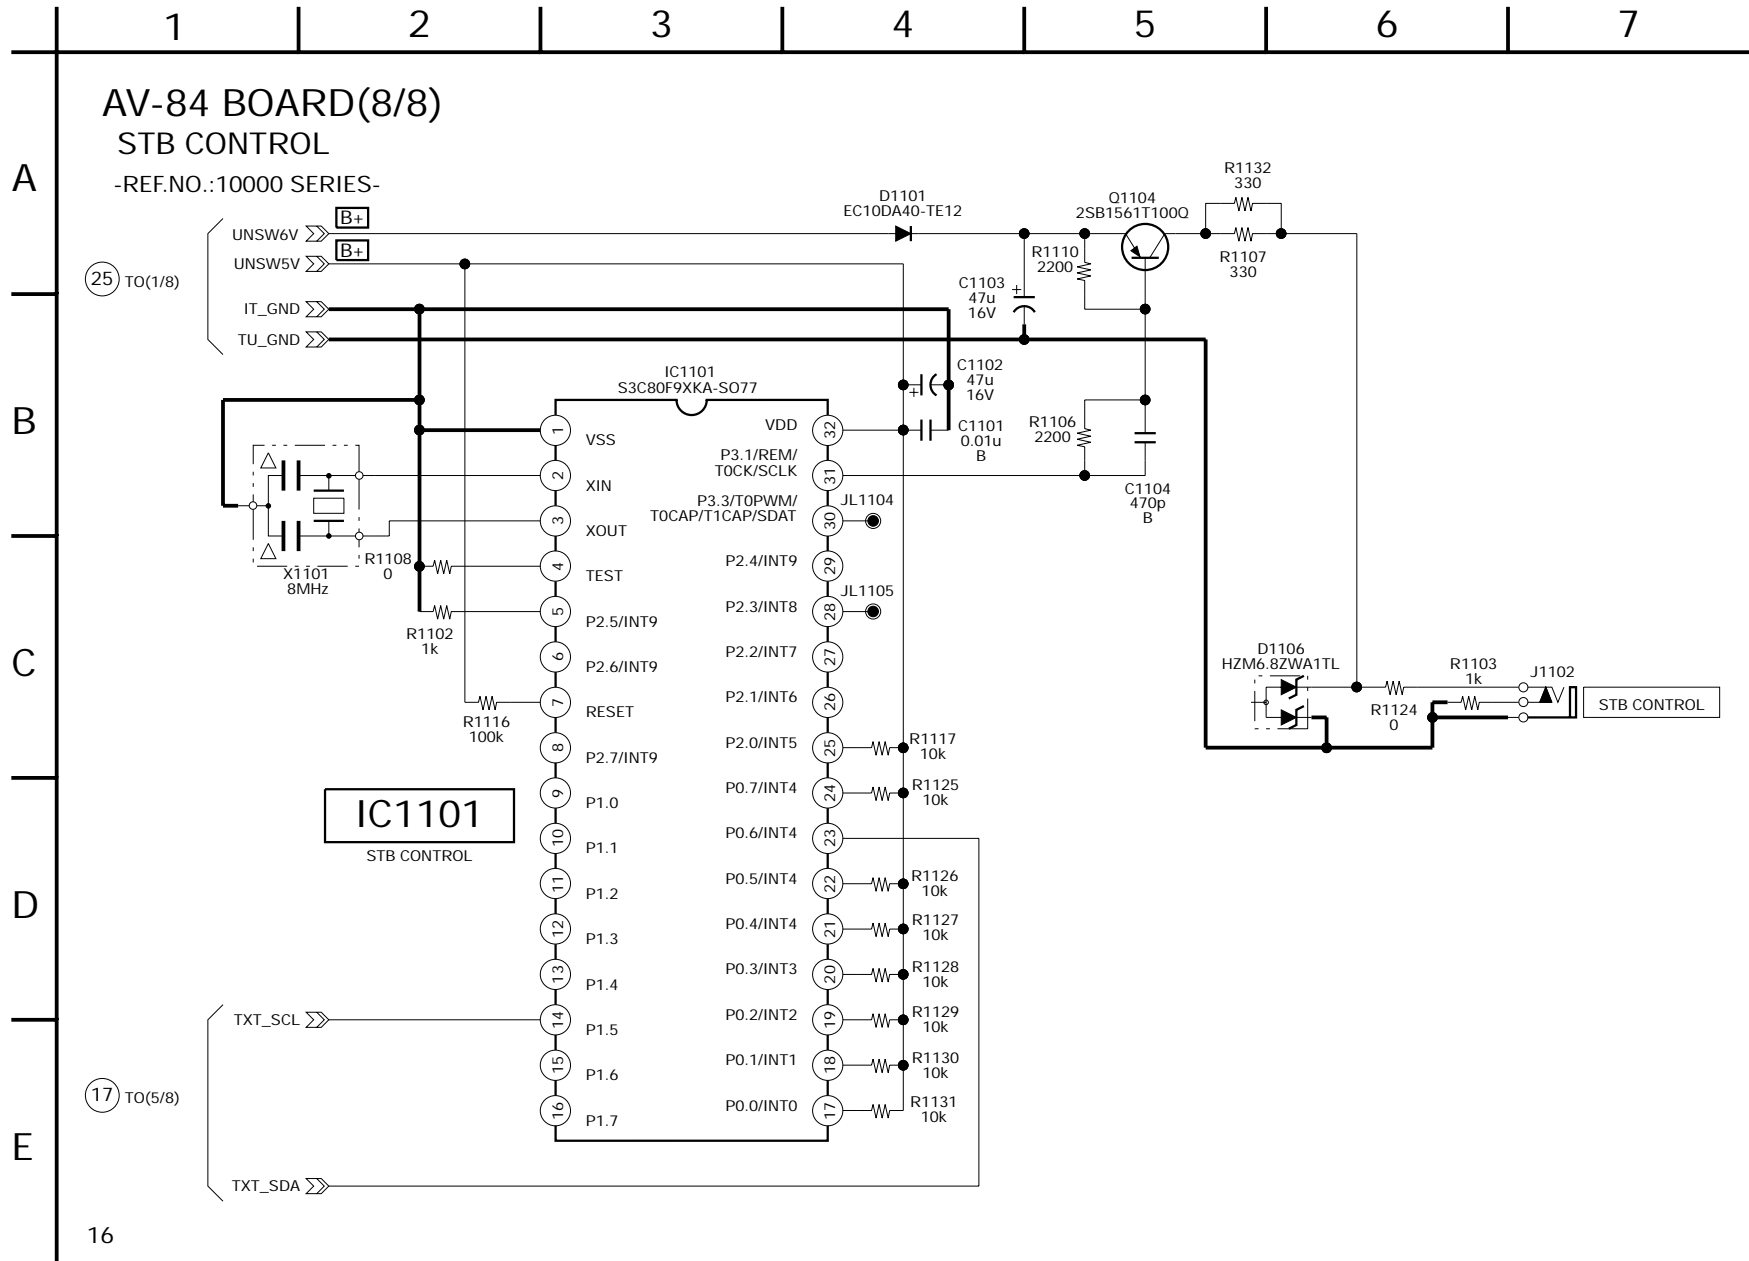 1 2 3 4 5 6 7
A
B
C
D
E
AV-84 BOARD(8/8)
STB CONTROL
-REF.NO.:10000 SERIES-
UNSW6V
B+
UNSW5V
B+
25 TO(1/8)
IT_GND
TU_GND
D1101
EC10DA40-TE12
Q1104
2SB1561T100Q
R1132
330
R1107
330
R1110
2200
C1103
+
47u
16V
C1102
47u
16V
+
C1101
0.01u
B
R1106
2200
C1104
470p
B
IC1101
S3C80F9XKA-SO77
1 VSS
2 XIN
3 XOUT
4 TEST
5 P2.5/INT9
6 P2.6/INT9
7 RESET
8 P2.7/INT9
9 P1.0
10 P1.1
11 P1.2
12 P1.3
13 P1.4
14 P1.5
15 P1.6
16 P1.7
VDD 32
P3.1/REM/
T0CK/SCLK 31
P3.3/T0PWM/
T0CAP/T1CAP/SDAT 30
P2.4/INT9 29
P2.3/INT8 28
P2.2/INT7 27
P2.1/INT6 26
P2.0/INT5 25
P0.7/INT4 24
P0.6/INT4 23
P0.5/INT4 22
P0.4/INT4 21
P0.3/INT3 20
P0.2/INT2 19
P0.1/INT1 18
P0.0/INT0 17
JL1104
JL1105
X1101
8MHz
R1108
0
R1102
1k
R1116
100k
R1117
10k
R1125
10k
R1126
10k
R1127
10k
R1128
10k
R1129
10k
R1130
10k
R1131
10k
D1106
HZM6.8ZWA1TL
R1124
0
R1103
1k
J1102
STB CONTROL
IC1101
STB CONTROL
TXT_SCL
17 TO(5/8)
TXT_SDA
16